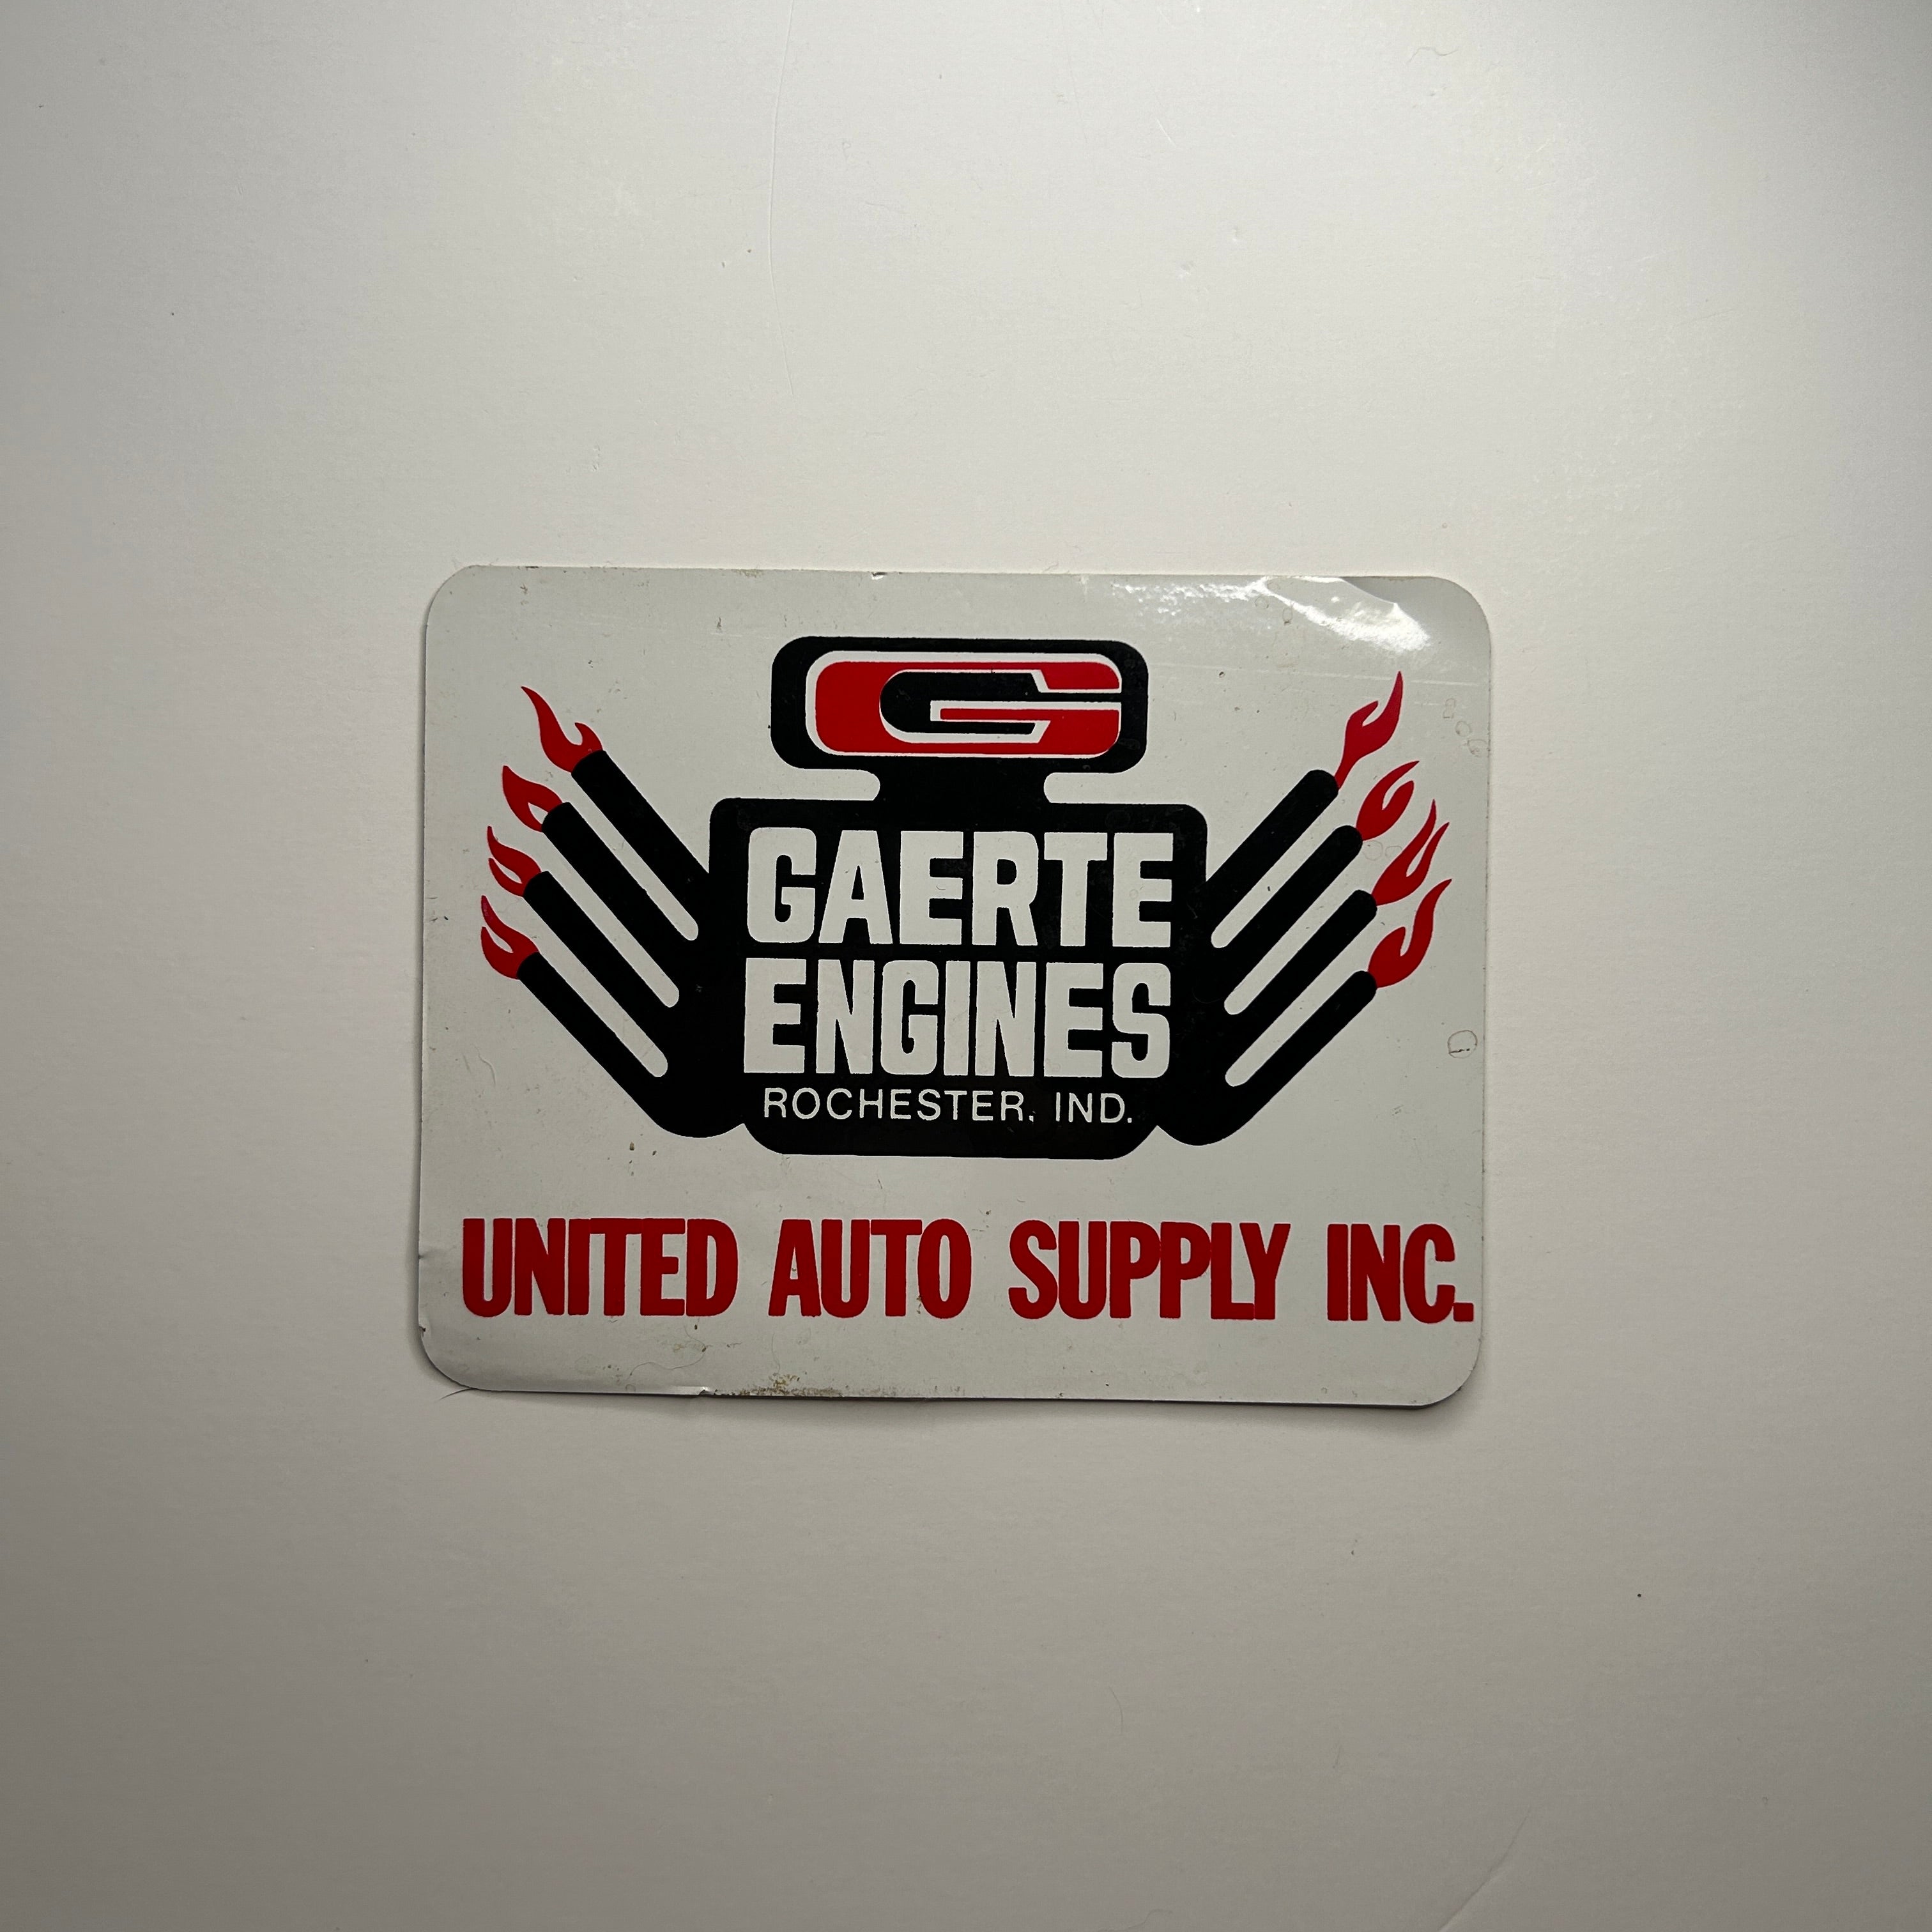 G
GAERTE
ENGINES
ROCHESTER, IND.
UNITED AUTO SUPPLY INC.